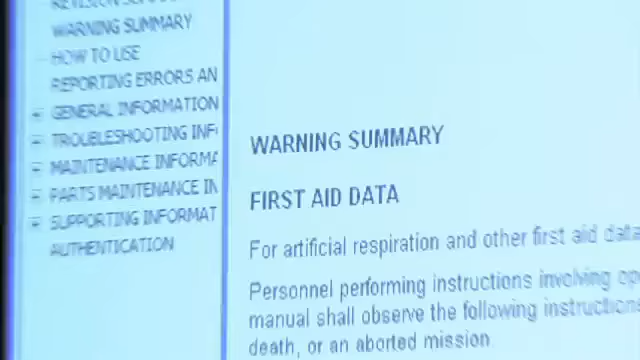 WARNING SUMMARY
HOW TO USE
REPORTING ERRORS AN
GENERAL INFORMATION
TROUBLESHOOTING INF
MAINTENANCE INFORMA
PARTS MAINTENANCE IN
SUPPORTING INFORMAT
AUTHENTICATION
WARNING SUMMARY
FIRST AID DATA
For artificial respiration and other first aid data
Personnel performing instructions involving op
manual shall observe the following instructions
death, or an aborted mission